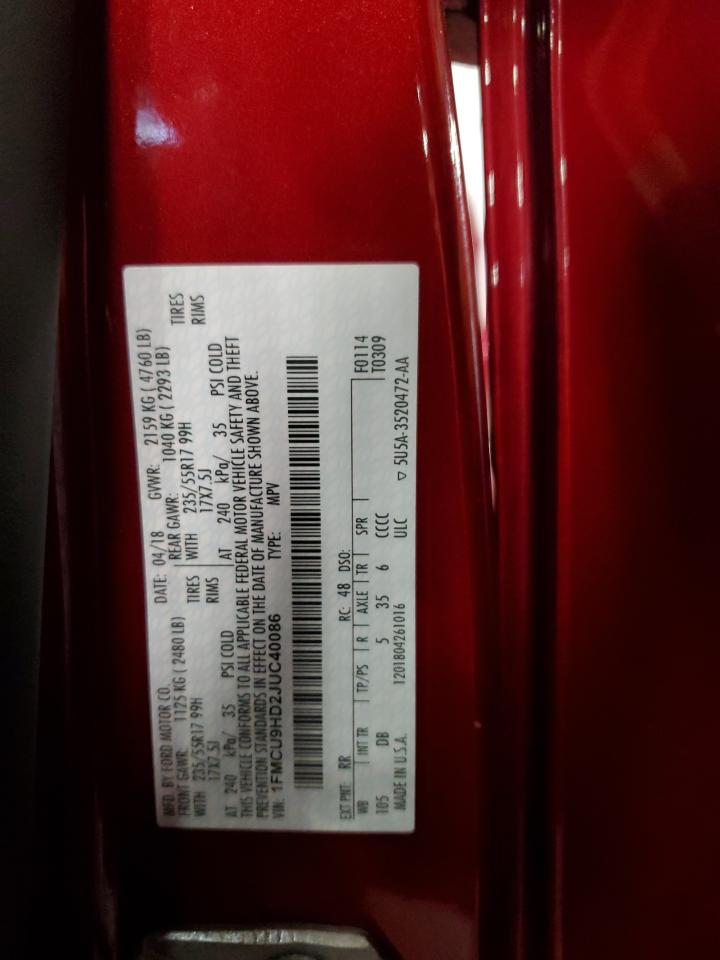 MFD. BY FORD MOTOR CO. DATE: 04/18 GVWR: 2159 KG ( 4760 LB)
FRONT GAWR: 1125 KG ( 2480 LB) REAR GAWR: 1040 KG ( 2293 LB)
WITH 235/55R17 99H TIRES WITH 235/55R17 99H TIRES
17X7.5J RIMS 17X7.5J RIMS
AT 240 kPa/ 35 PSI COLD AT 240 kPa/ 35 PSI COLD
THIS VEHICLE CONFORMS TO ALL APPLICABLE FEDERAL MOTOR VEHICLE SAFETY AND THEFT
PREVENTION STANDARDS IN EFFECT ON THE DATE OF MANUFACTURE SHOWN ABOVE.
VIN: 1FMCU9HD2JUC40086 TYPE: MPV
EXT PNT: RR RC: 48 DSO: F0114
WB INT TR TP/PS R AXLE TR SPR T0309
105 DB 5 35 6 CCCC
MADE IN U.S.A. 1201804261016 ULC ▽ 5U5A-3520472-AA